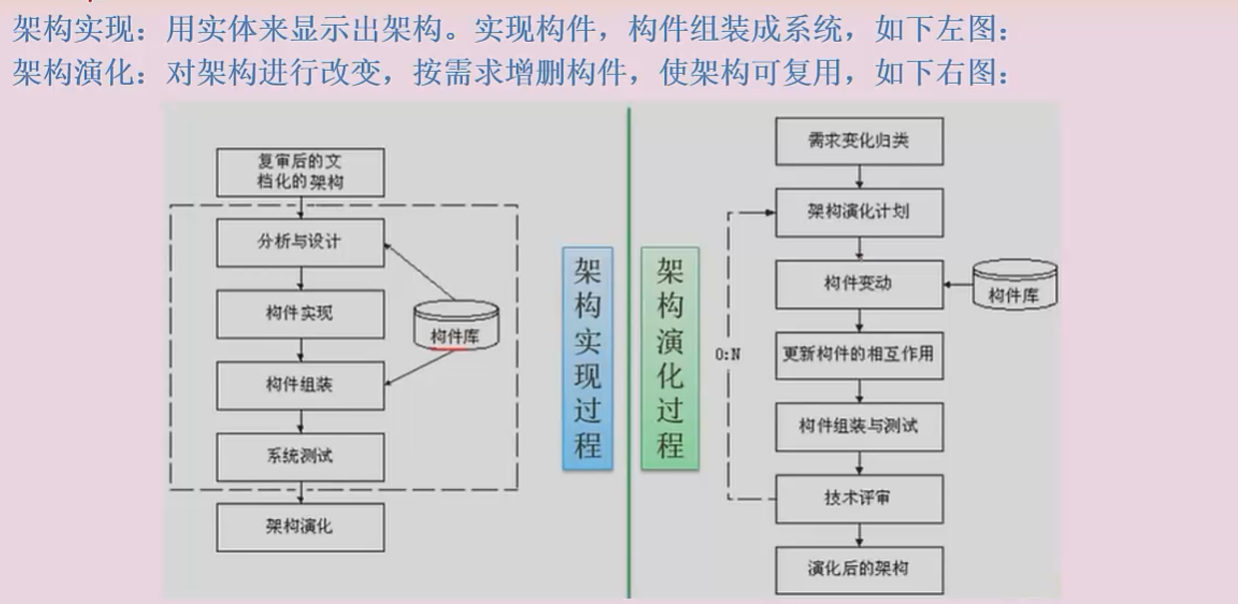 架构实现：用实体来显示出架构。实现构件，构件组装成系统，如下左图：
架构演化：对架构进行改变，按需求增删构件，使架构可复用，如下右图：
复审后的文
档化的架构
分析与设计
构件实现
构件组装
系统测试
架构演化
构件库
架构实现过程
架构演化过程
需求变化归类
架构演化计划
构件变动
更新构件的相互作用
构件组装与测试
技术评审
演化后的架构
构件库
0:N